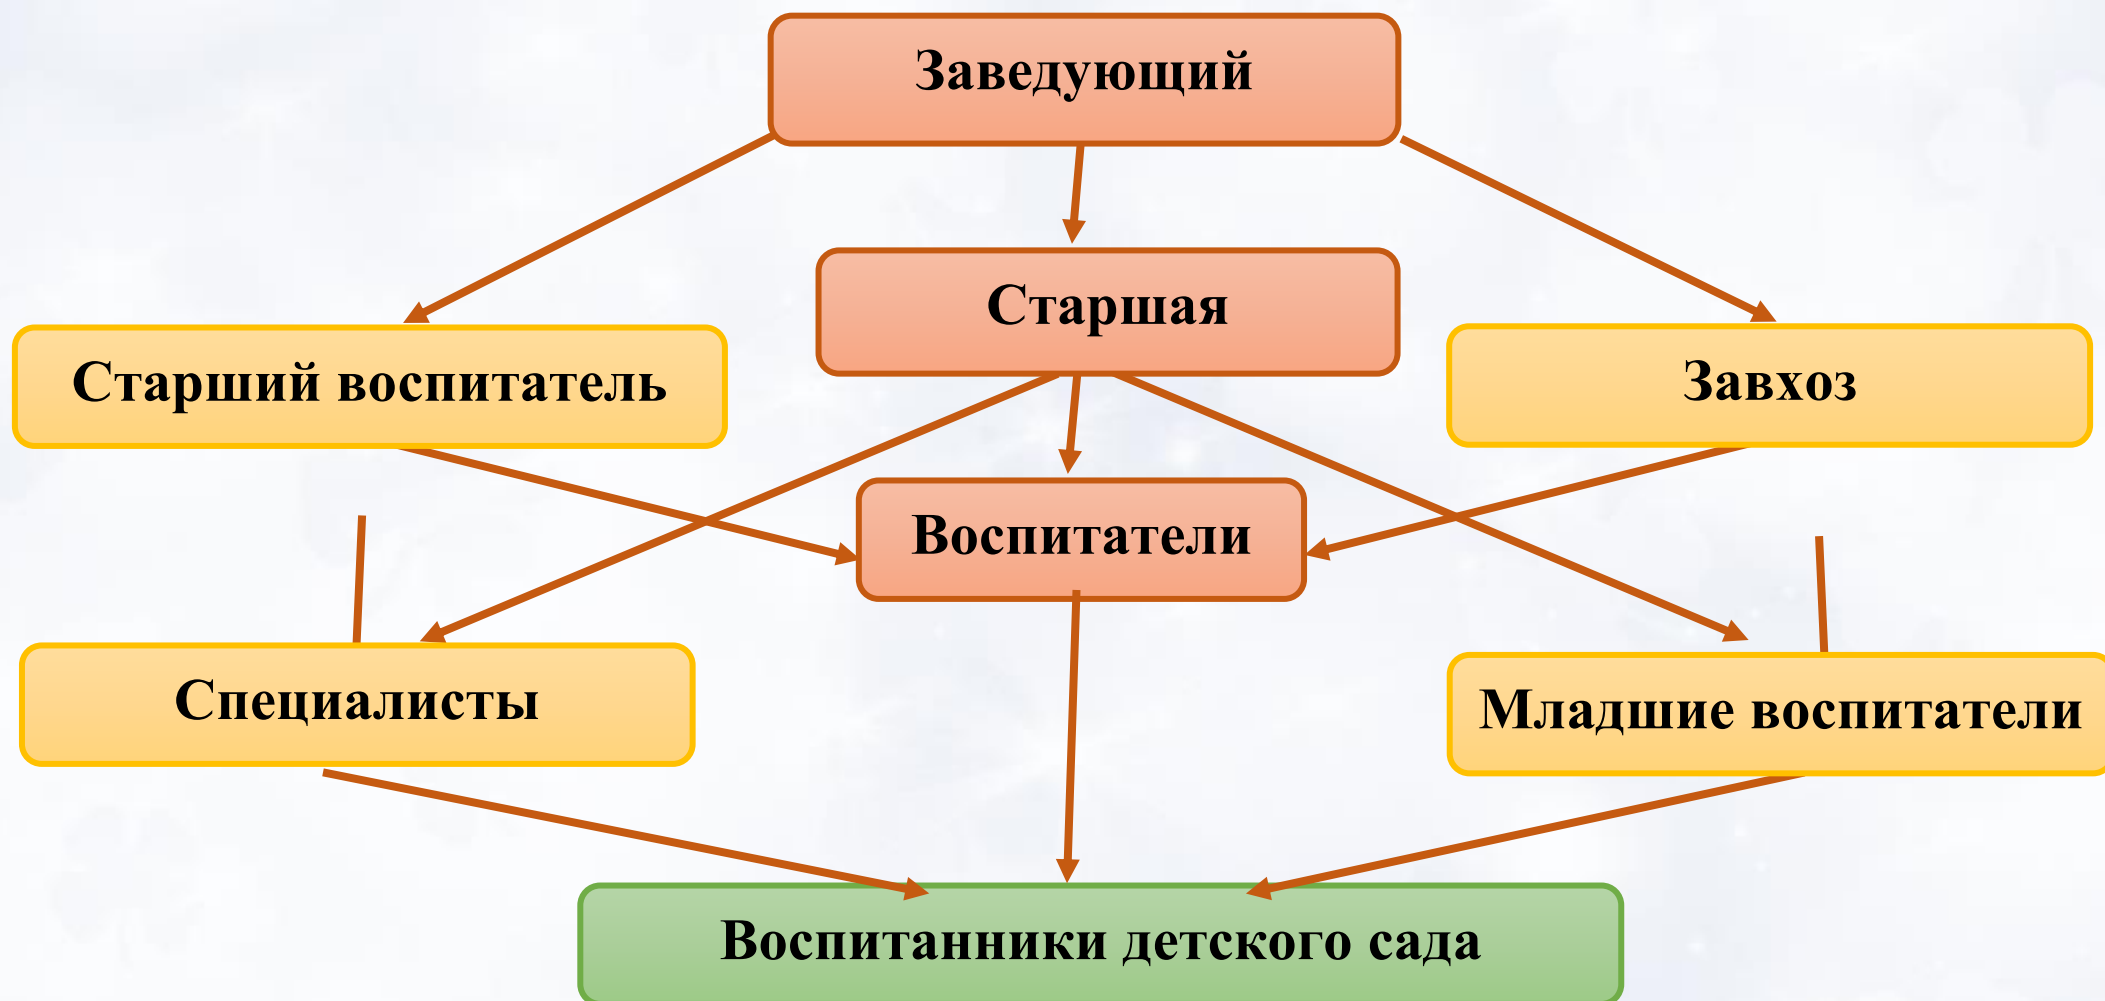 Заведующий
Старшая
Старший воспитатель
Завхоз
Воспитатели
Специалисты
Младшие воспитатели
Воспитанники детского сада